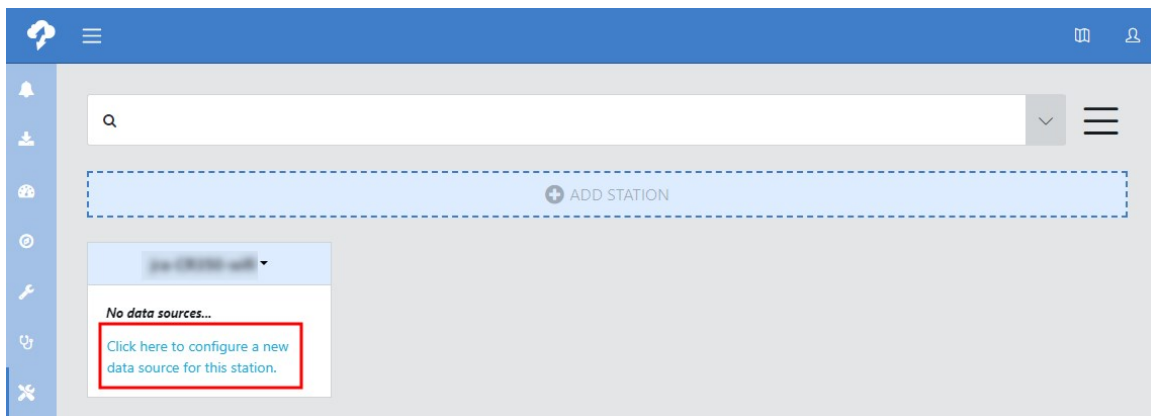 ADD STATION
No data sources...
Click here to configure a new
data source for this station.